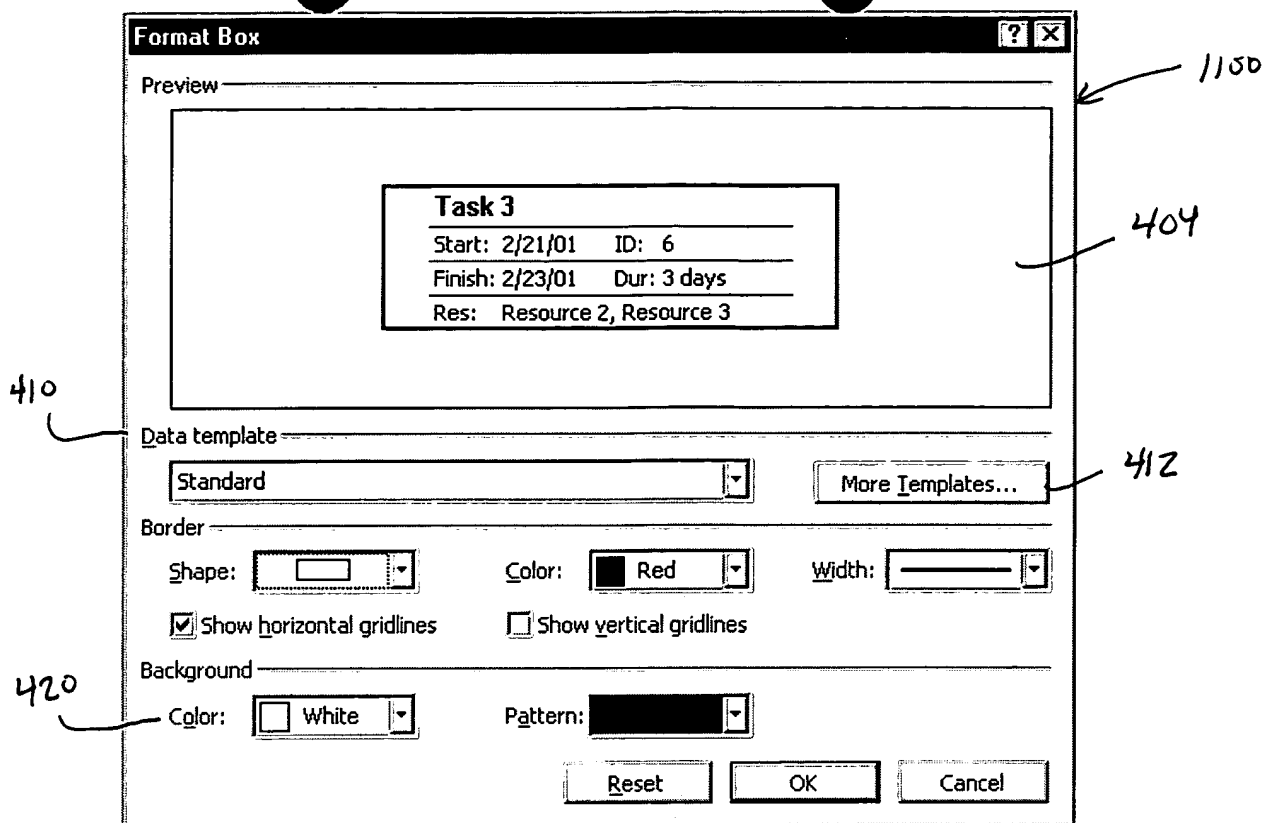 Format Box
1100
Preview
Task 3
Start: 2/21/01 ID: 6
Finish: 2/23/01 Dur: 3 days
Res: Resource 2, Resource 3
404
410
Data template
Standard
More Templates...
412
Border
Shape:
Color: Red
Width:
Show horizontal gridlines
Show vertical gridlines
Background
420
Color: White
Pattern:
Reset
OK
Cancel